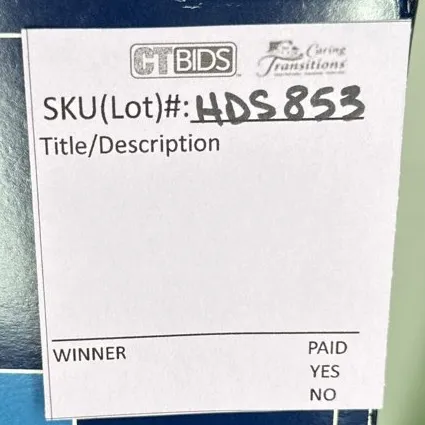 CTBIDS Caring Transitions
SKU(Lot)#: HDS853
Title/Description
WINNER PAID
YES
NO